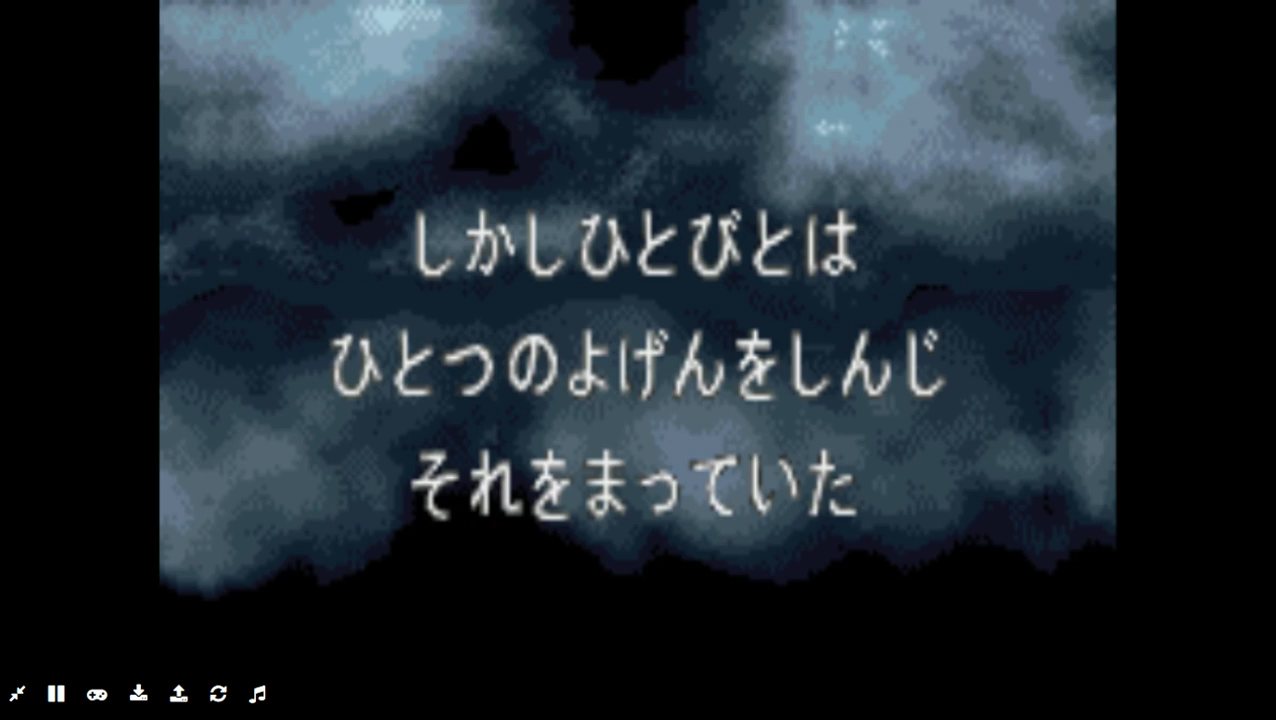 しかしひとびとは
ひとつのよげんをしんじ
それをまっていた